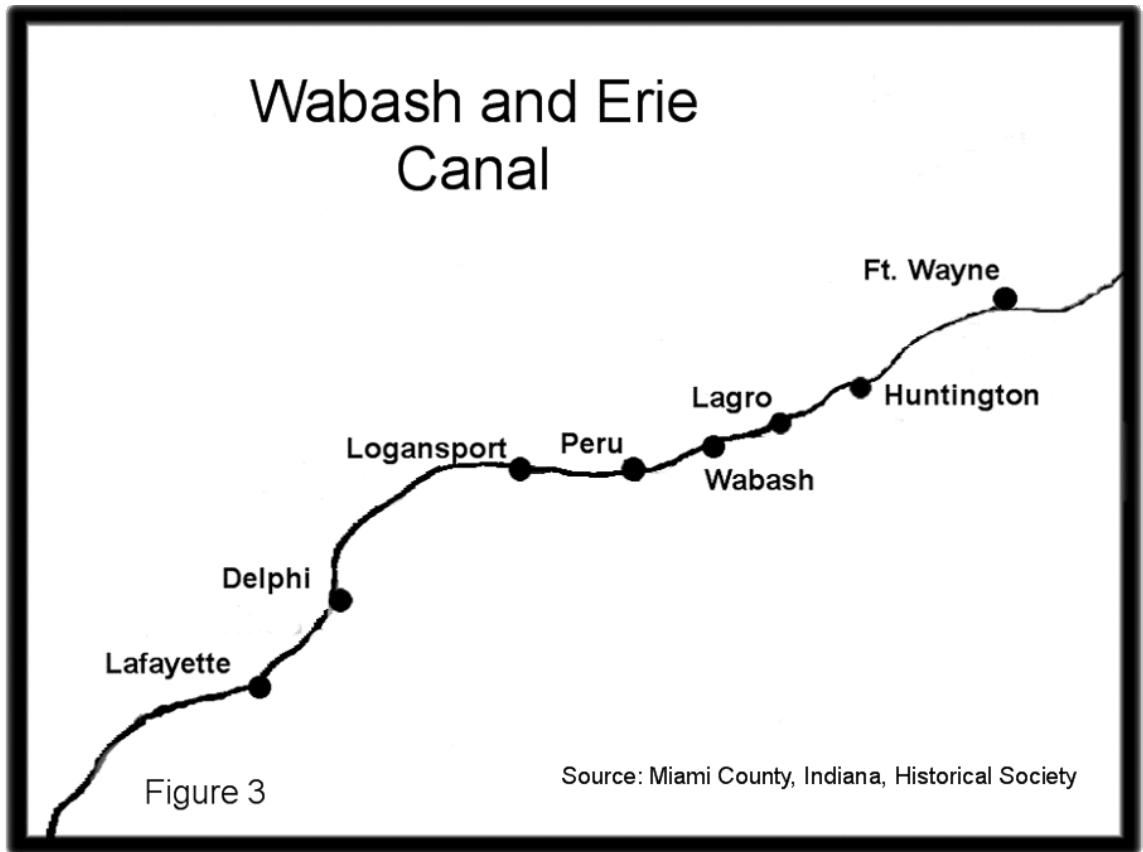 Wabash and Erie
Canal
Ft. Wayne
Huntington
Lagro
Wabash
Peru
Logansport
Delphi
Lafayette
Figure 3
Source: Miami County, Indiana, Historical Society